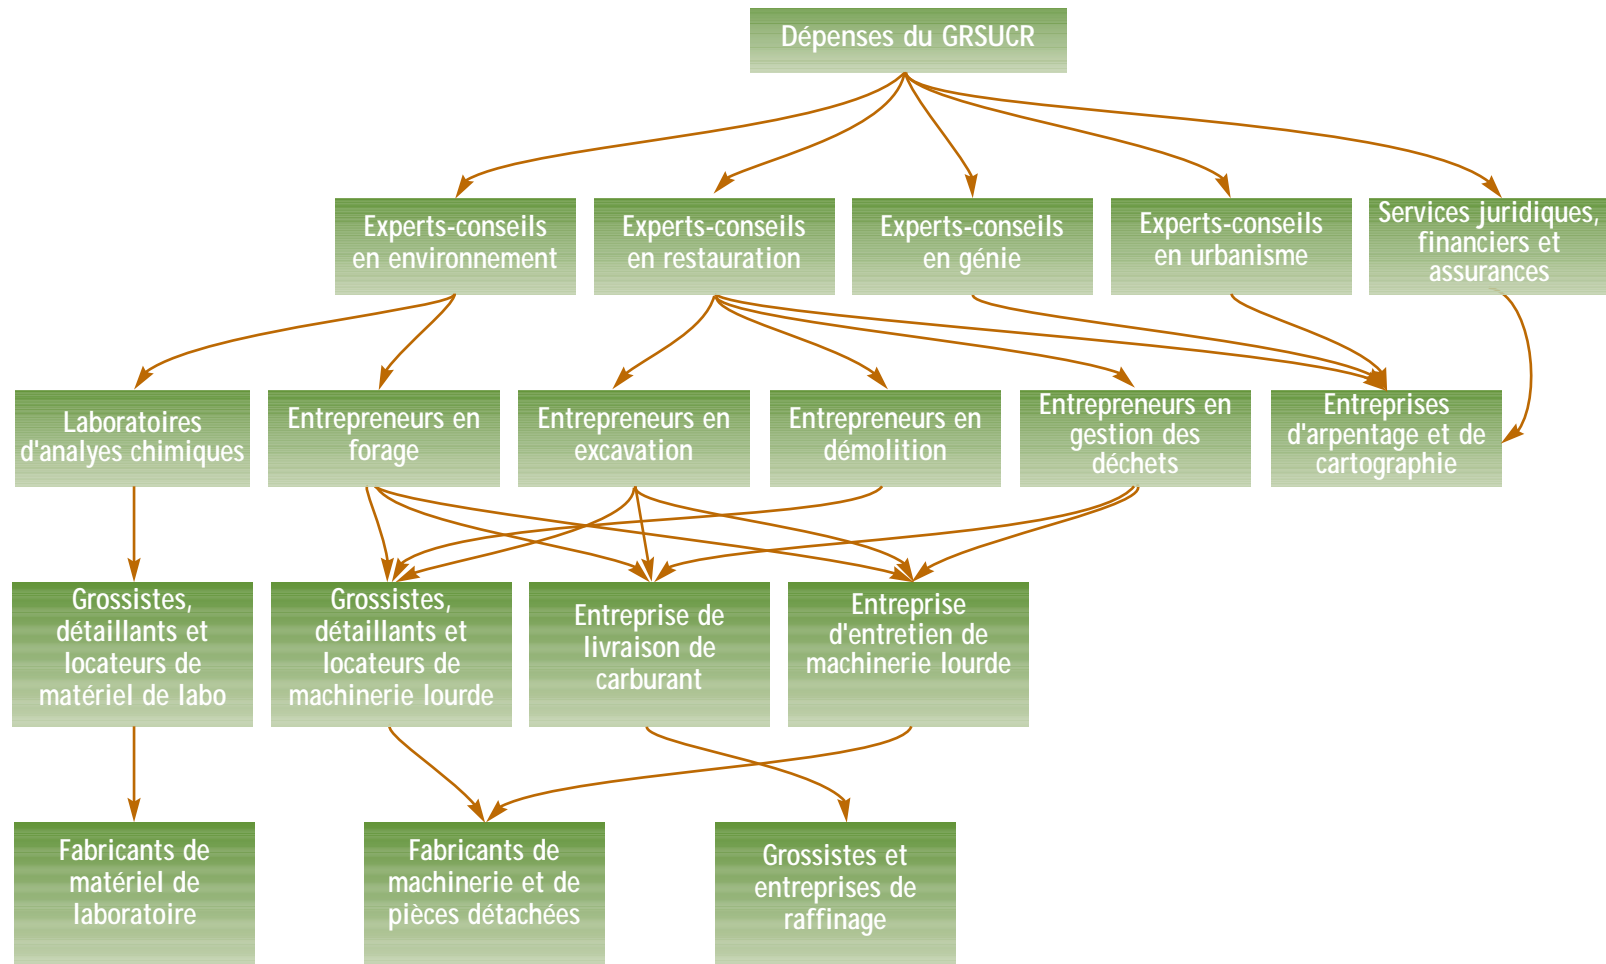 Dépenses du GRSUCR
Experts-conseils
en environnement
Experts-conseils
en restauration
Experts-conseils
en génie
Experts-conseils
en urbanisme
Services juridiques,
financiers et
assurances
Laboratoires
d'analyes chimiques
Entrepreneurs en
forage
Entrepreneurs en
excavation
Entrepreneurs en
démolition
Entrepreneurs en
gestion des
déchets
Entreprises
d'arpentage et de
cartographie
Grossistes,
détaillants et
locateurs de
matériel de labo
Grossistes,
détaillants et
locateurs de
machinerie lourde
Entreprise de
livraison de
carburant
Entreprise
d'entretien de
machinerie lourde
Fabricants de
matériel de
laboratoire
Fabricants de
machinerie et de
pièces détachées
Grossistes et
entreprises de
raffinage